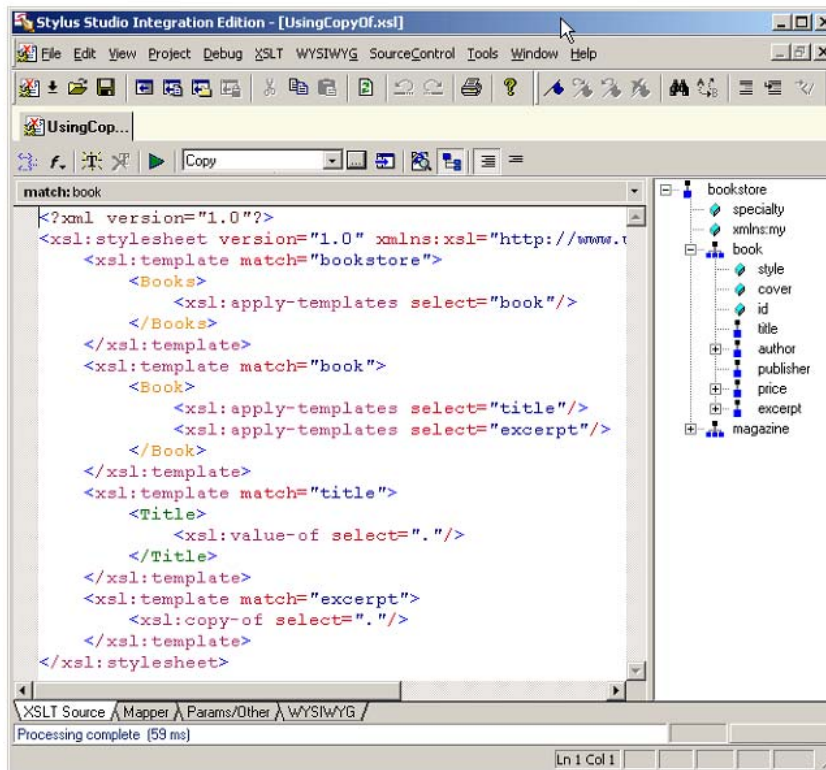 Stylus Studio Integration Edition - [UsingCopyOf.xsl]
File Edit View Project Debug XSLT WYSIWYG SourceControl Tools Window Help
UsingCop...
Copy
match: book
<?xml version="1.0"?>
<xsl:stylesheet version="1.0" xmlns:xsl="http://www.
<xsl:template match="bookstore">
<Books>
<xsl:apply-templates select="book"/>
</Books>
</xsl:template>
<xsl:template match="book">
<Book>
<xsl:apply-templates select="title"/>
<xsl:apply-templates select="excerpt"/>
</Book>
</xsl:template>
<xsl:template match="title">
<Title>
<xsl:value-of select="."/>
</Title>
</xsl:template>
<xsl:template match="excerpt">
<xsl:copy-of select="."/>
</xsl:template>
</xsl:stylesheet>
bookstore
specialty
xmlns:my
book
style
cover
id
title
author
publisher
price
excerpt
magazine
XSLT Source Mapper Params/Other WYSIWYG
Processing complete (59 ms)
Ln 1 Col 1